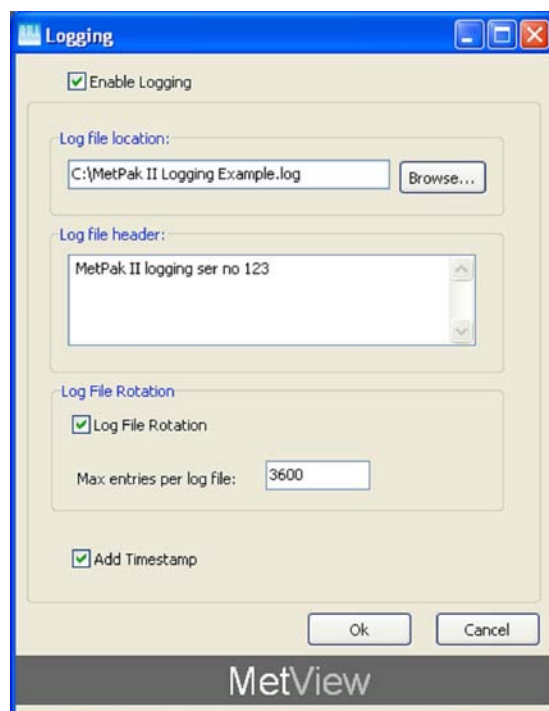 Logging
Enable Logging
Log file location:
C:\MetPak II Logging Example.log
Browse...
Log file header:
MetPak II logging ser no 123
Log File Rotation
Log File Rotation
Max entries per log file:
3600
Add Timestamp
Ok
Cancel
MetView